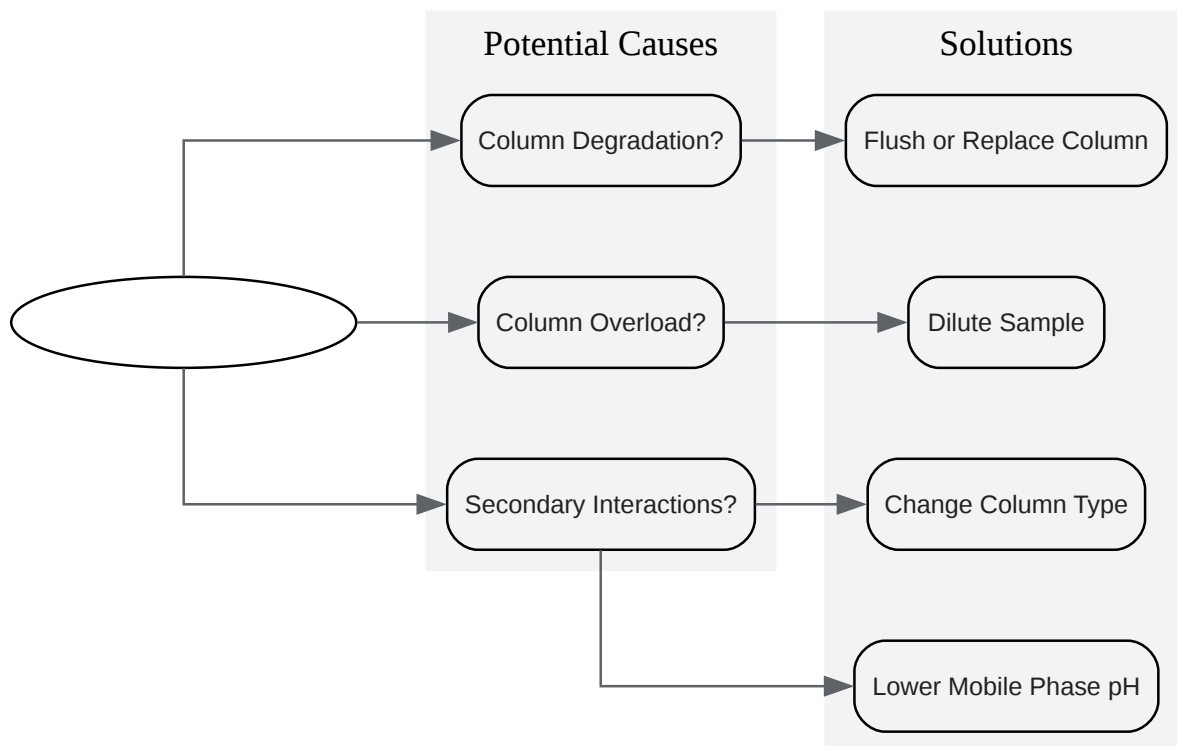 Potential Causes
Solutions
Column Degradation?
Flush or Replace Column
Column Overload?
Dilute Sample
Secondary Interactions?
Change Column Type
Lower Mobile Phase pH